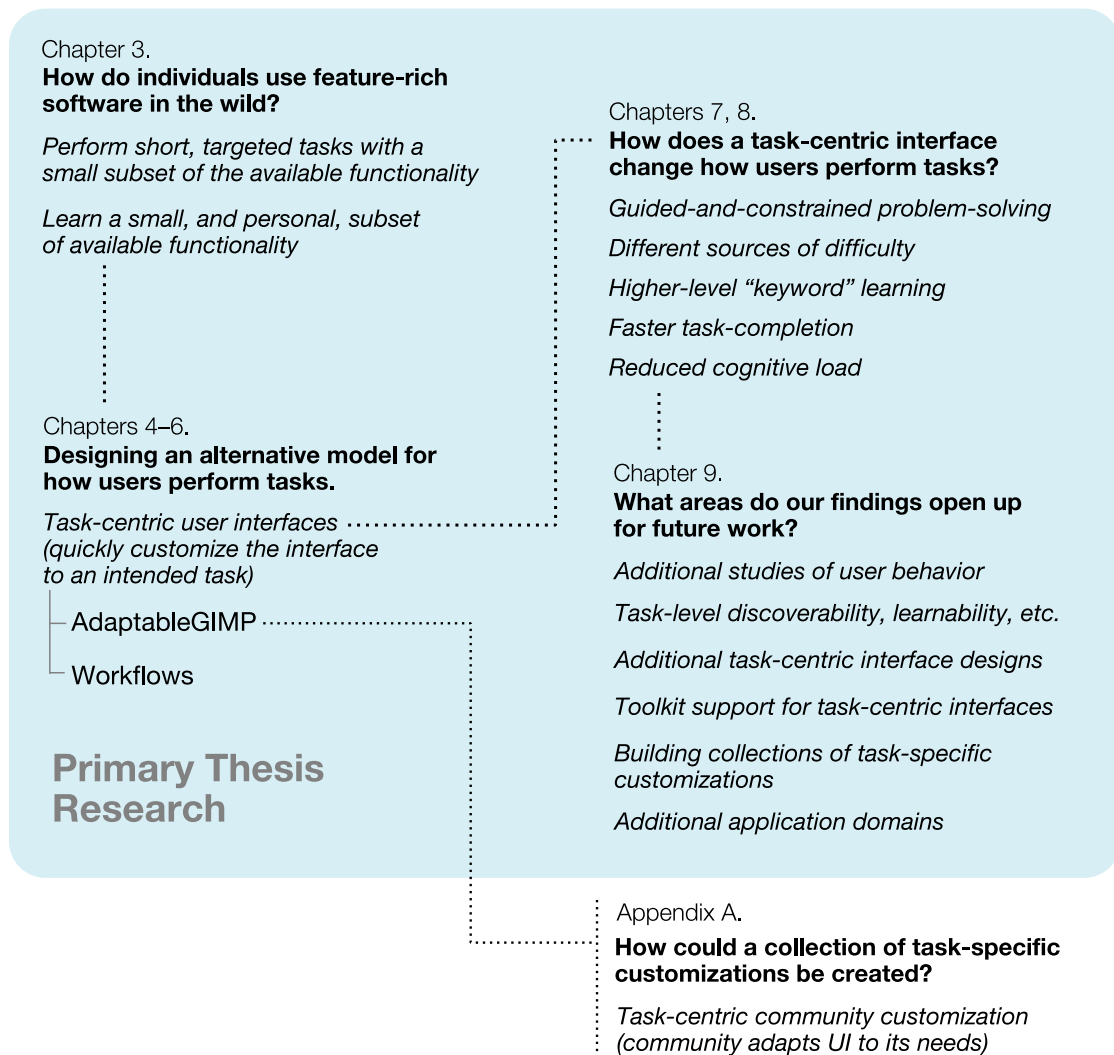 Chapter 3.
How do individuals use feature-rich
software in the wild?
Perform short, targeted tasks with a
small subset of the available functionality
Learn a small, and personal, subset
of available functionality
Chapters 4–6.
Designing an alternative model for
how users perform tasks.
Task-centric user interfaces
(quickly customize the interface
to an intended task)
AdaptableGIMP
Workflows
Primary Thesis
Research
Chapters 7, 8.
How does a task-centric interface
change how users perform tasks?
Guided-and-constrained problem-solving
Different sources of difficulty
Higher-level “keyword” learning
Faster task-completion
Reduced cognitive load
Chapter 9.
What areas do our findings open up
for future work?
Additional studies of user behavior
Task-level discoverability, learnability, etc.
Additional task-centric interface designs
Toolkit support for task-centric interfaces
Building collections of task-specific
customizations
Additional application domains
Appendix A.
How could a collection of task-specific
customizations be created?
Task-centric community customization
(community adapts UI to its needs)